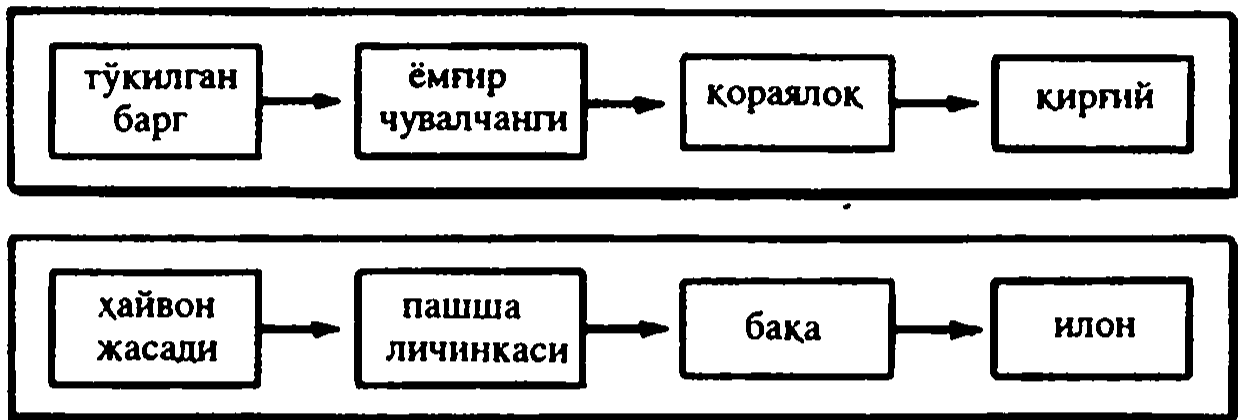 тўкилган
барг
ёмғир
чувалчанги
қораялоқ
қирғий
ҳайвон
жасади
пашша
личинкаси
бақа
илон